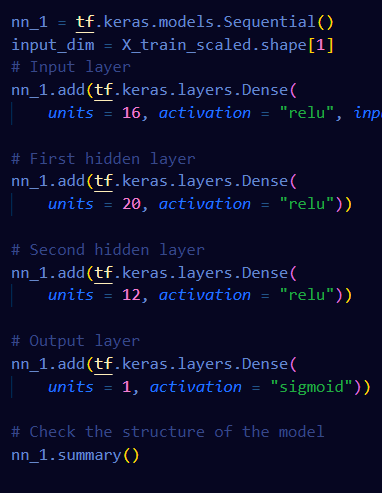 nn_1 = tf.keras.models.Sequential()
input_dim = X_train_scaled.shape[1]
# Input layer
nn_1.add(tf.keras.layers.Dense(
units = 16, activation = "relu", inp
# First hidden layer
nn_1.add(tf.keras.layers.Dense(
units = 20, activation = "relu"))
# Second hidden layer
nn_1.add(tf.keras.layers.Dense(
units = 12, activation = "relu"))
# Output layer
nn_1.add(tf.keras.layers.Dense(
units = 1, activation = "sigmoid"))
# Check the structure of the model
nn_1.summary()